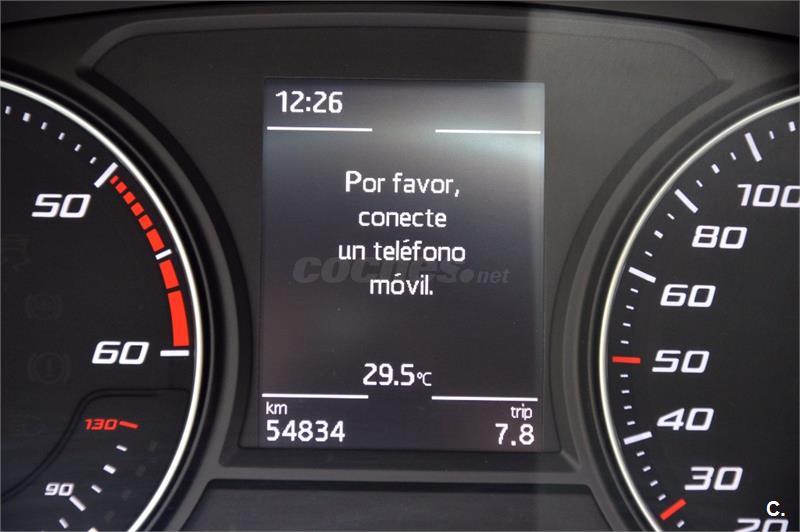 12:26
Por favor,
conecte
un teléfono
móvil.
coches.net
29.5°C
km
trip
54834
7.8
50
60
130
90
100
80
60
50
40
30
20
C.